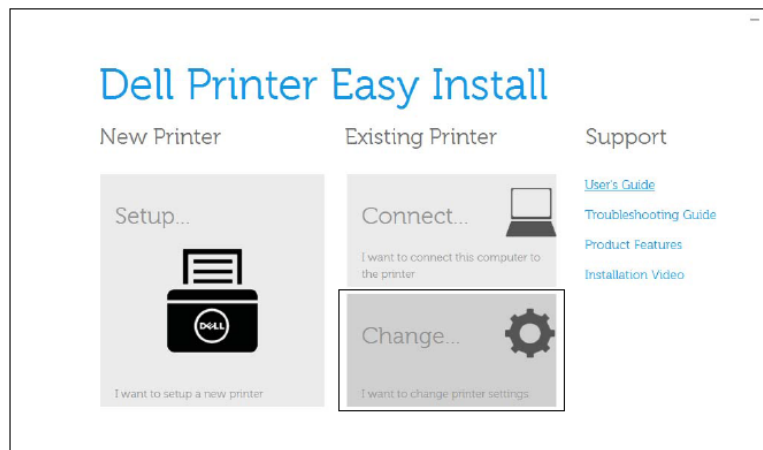 Dell Printer Easy Install
New Printer
Existing Printer
Support
Setup...
DELL
I want to setup a new printer
Connect...
I want to connect this computer to
the printer
Change...
I want to change printer settings.
User's Guide
Troubleshooting Guide
Product Features
Installation Video